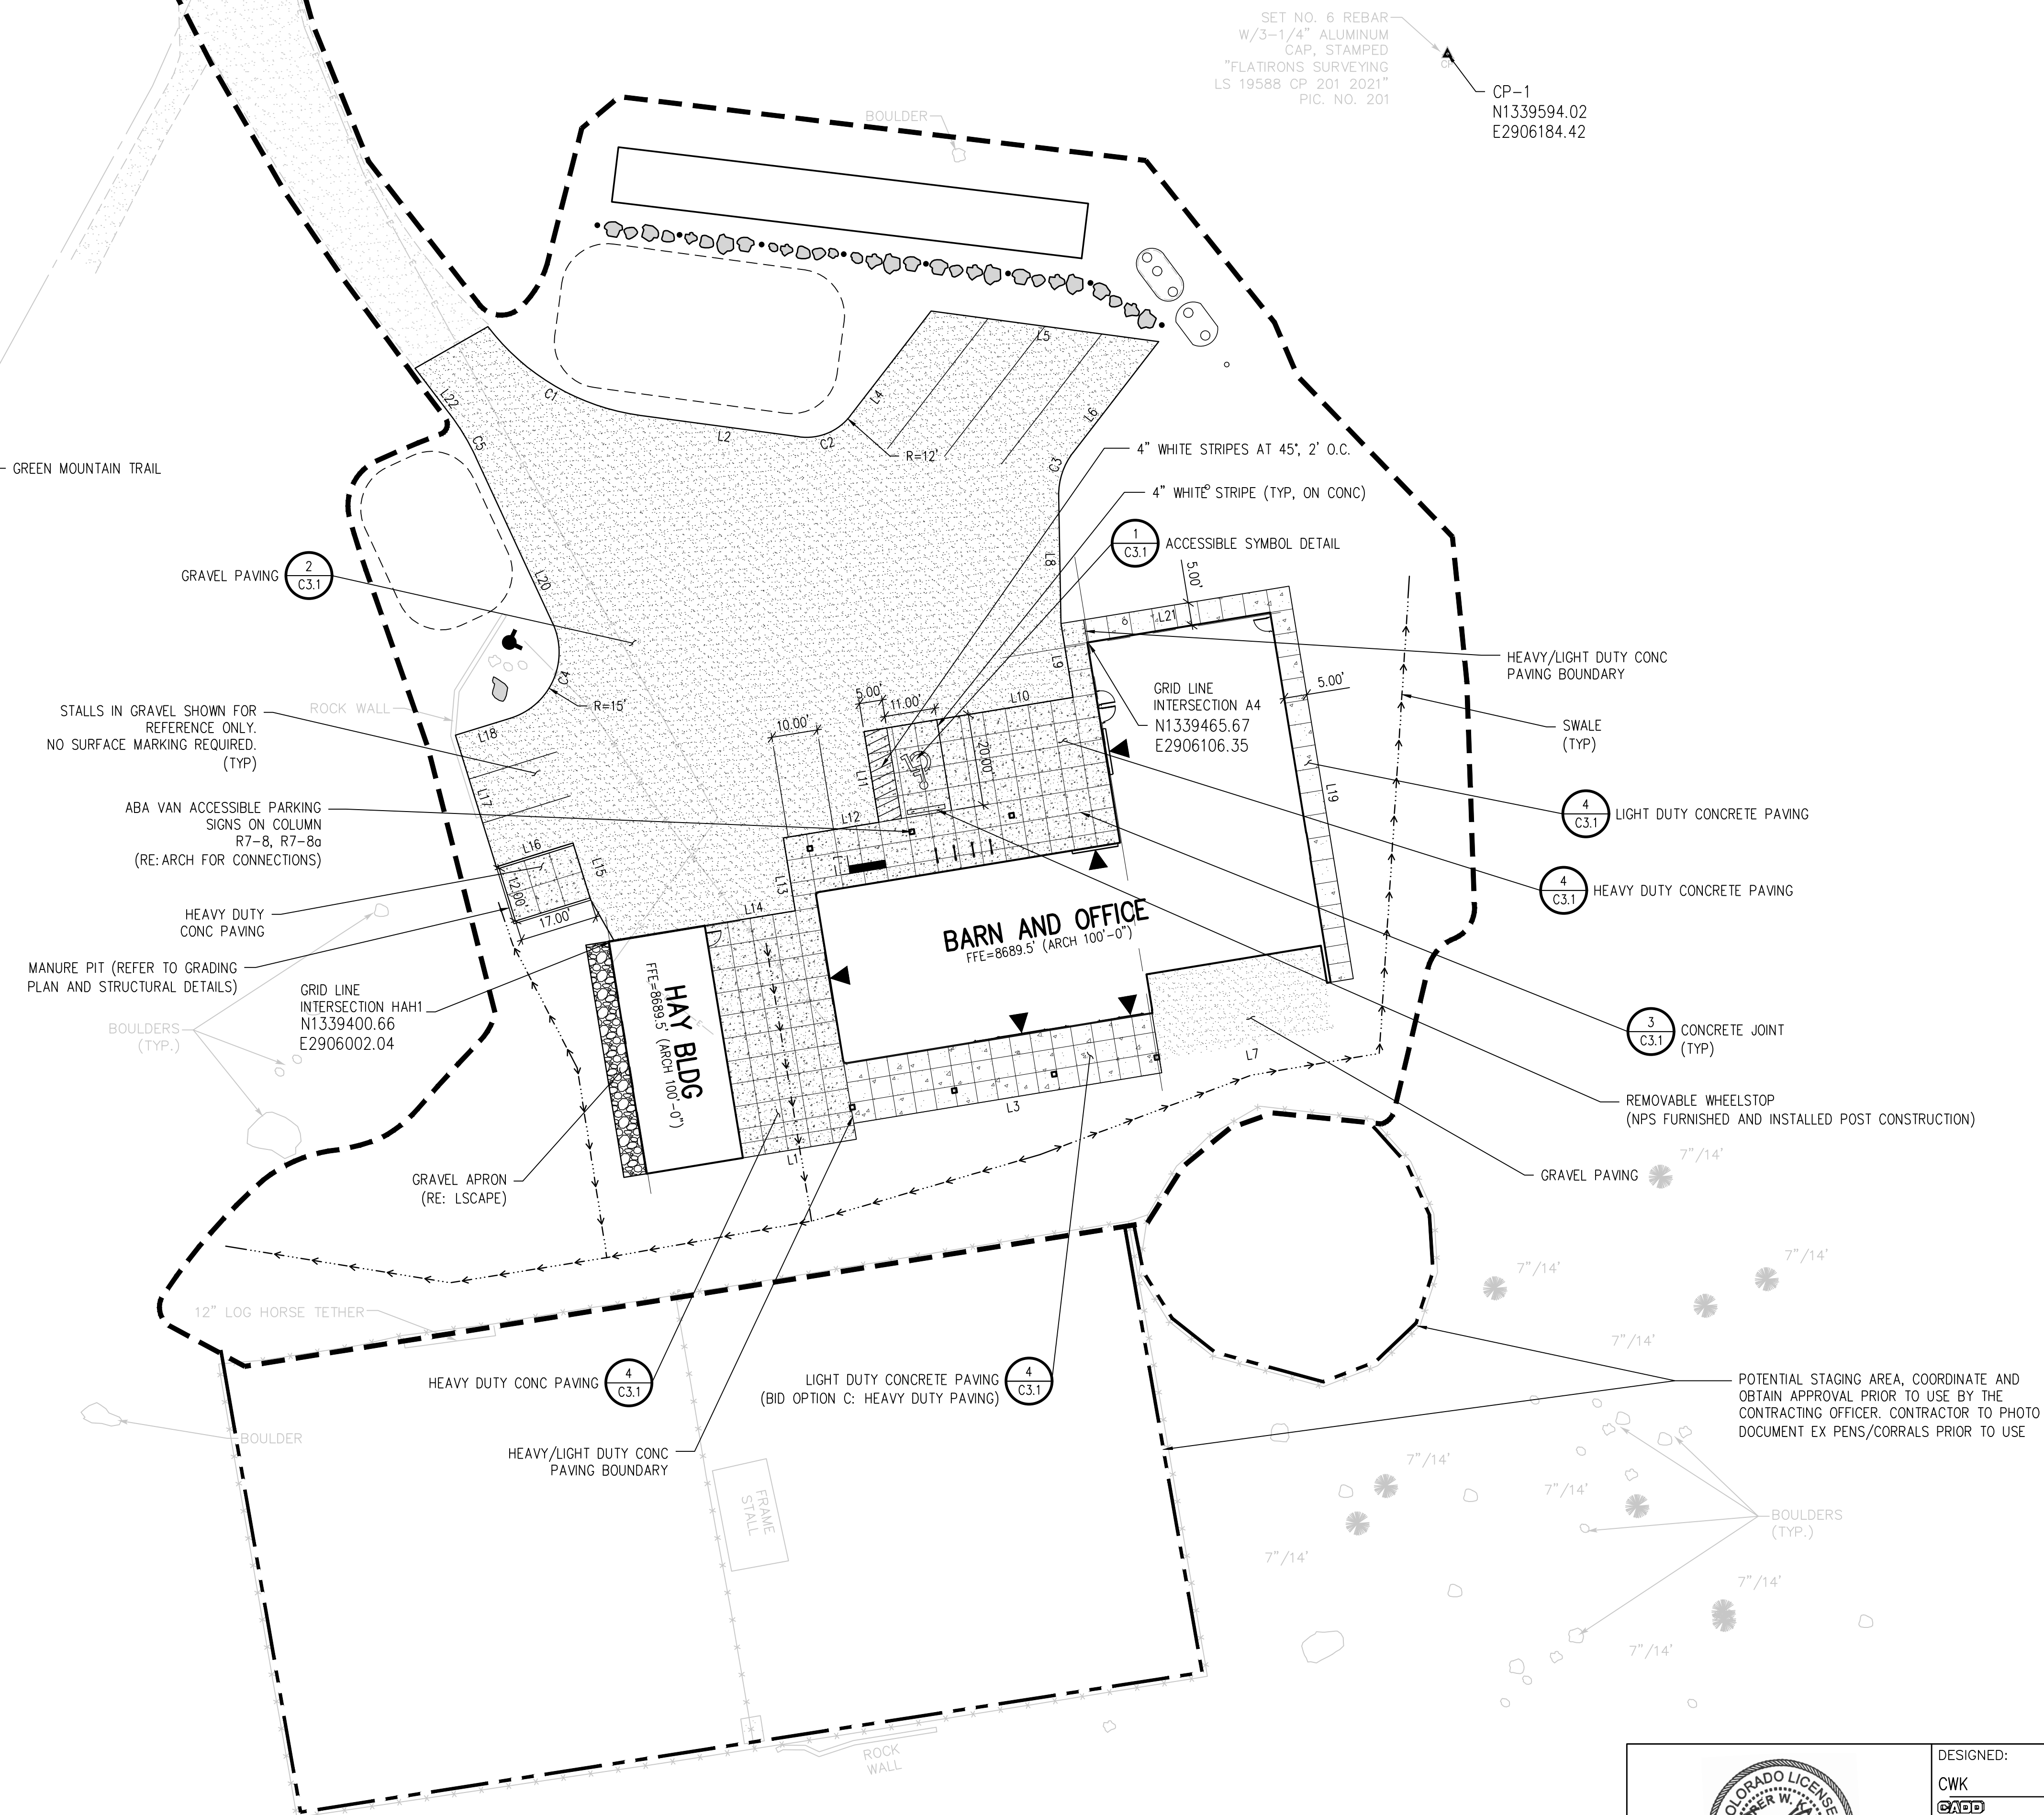 SET NO. 6 REBAR
W/3-1/4" ALUMINUM
CAP, STAMPED
"FLATIRONS SURVEYING
LS 19588 CP 201 2021"
PIC. NO. 201
CP
CP-1
N1339594.02
E2906184.42
BOULDER
L5
L4
L6
L22
C1
C5
L2
C2
R=12'
C3
4" WHITE STRIPES AT 45°, 2' O.C.
4" WHITE STRIPE (TYP, ON CONC)
GREEN MOUNTAIN TRAIL
1
C3.1
ACCESSIBLE SYMBOL DETAIL
GRAVEL PAVING
2
C3.1
L20
L8
5.00'
L21
L9
HEAVY/LIGHT DUTY CONC
PAVING BOUNDARY
C4
R=15'
ROCK WALL
STALLS IN GRAVEL SHOWN FOR
REFERENCE ONLY.
NO SURFACE MARKING REQUIRED.
(TYP)
L18
L17
5.00'
11.00'
L10
10.00'
20.00'
L11
L12
GRID LINE
INTERSECTION A4
N1339465.67
E2906106.35
5.00'
SWALE
(TYP)
L19
4
C3.1
LIGHT DUTY CONCRETE PAVING
ABA VAN ACCESSIBLE PARKING
SIGNS ON COLUMN
R7-8, R7-8a
(RE: ARCH FOR CONNECTIONS)
L16
L15
12.00'
17.00'
L13
L14
4
C3.1
HEAVY DUTY CONCRETE PAVING
HEAVY DUTY
CONC PAVING
BARN AND OFFICE
FFE=8689.5' (ARCH 100'-0")
MANURE PIT (REFER TO GRADING
PLAN AND STRUCTURAL DETAILS)
GRID LINE
INTERSECTION HAH1
N1339400.66
E2906002.04
BOULDERS
(TYP.)
HAY BLDG
FFE=8689.5' (ARCH 100'-0")
3
C3.1
CONCRETE JOINT
(TYP)
L7
L3
L1
REMOVABLE WHEELSTOP
(NPS FURNISHED AND INSTALLED POST CONSTRUCTION)
GRAVEL APRON
(RE: LSCAPE)
GRAVEL PAVING
7"/14'
7"/14'
7"/14'
7"/14'
12" LOG HORSE TETHER
HEAVY DUTY CONC PAVING
4
C3.1
LIGHT DUTY CONCRETE PAVING
(BID OPTION C: HEAVY DUTY PAVING)
4
C3.1
POTENTIAL STAGING AREA, COORDINATE AND
OBTAIN APPROVAL PRIOR TO USE BY THE
CONTRACTING OFFICER. CONTRACTOR TO PHOTO
DOCUMENT EX PENS/CORRALS PRIOR TO USE
BOULDER
HEAVY/LIGHT DUTY CONC
PAVING BOUNDARY
FRAME
STALL
7"/14'
7"/14'
7"/14'
BOULDERS
(TYP.)
7"/14'
7"/14'
ROCK
WALL
DESIGNED:
CWK
CADD